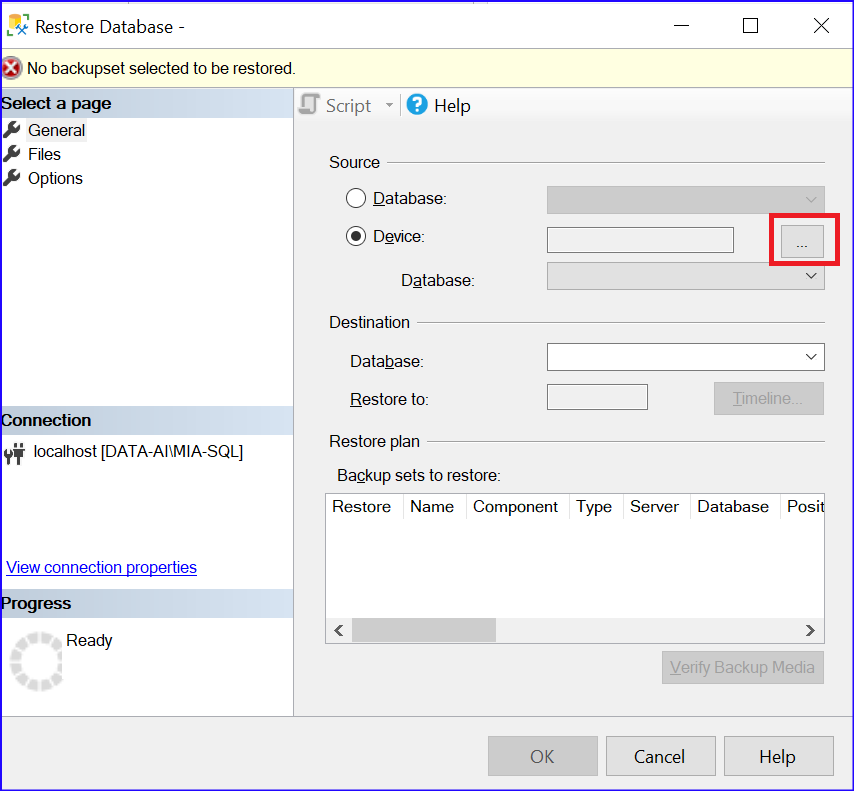 Restore Database -
No backupset selected to be restored.
Select a page
General
Files
Options
Connection
localhost [DATA-AI\MIA-SQL]
View connection properties
Progress
Ready
Script
Help
Source
Database:
Device:
...
Database:
Destination
Database:
Restore to:
Timeline...
Restore plan
Backup sets to restore:
Restore Name Component Type Server Database Posit
Verify Backup Media
OK Cancel Help